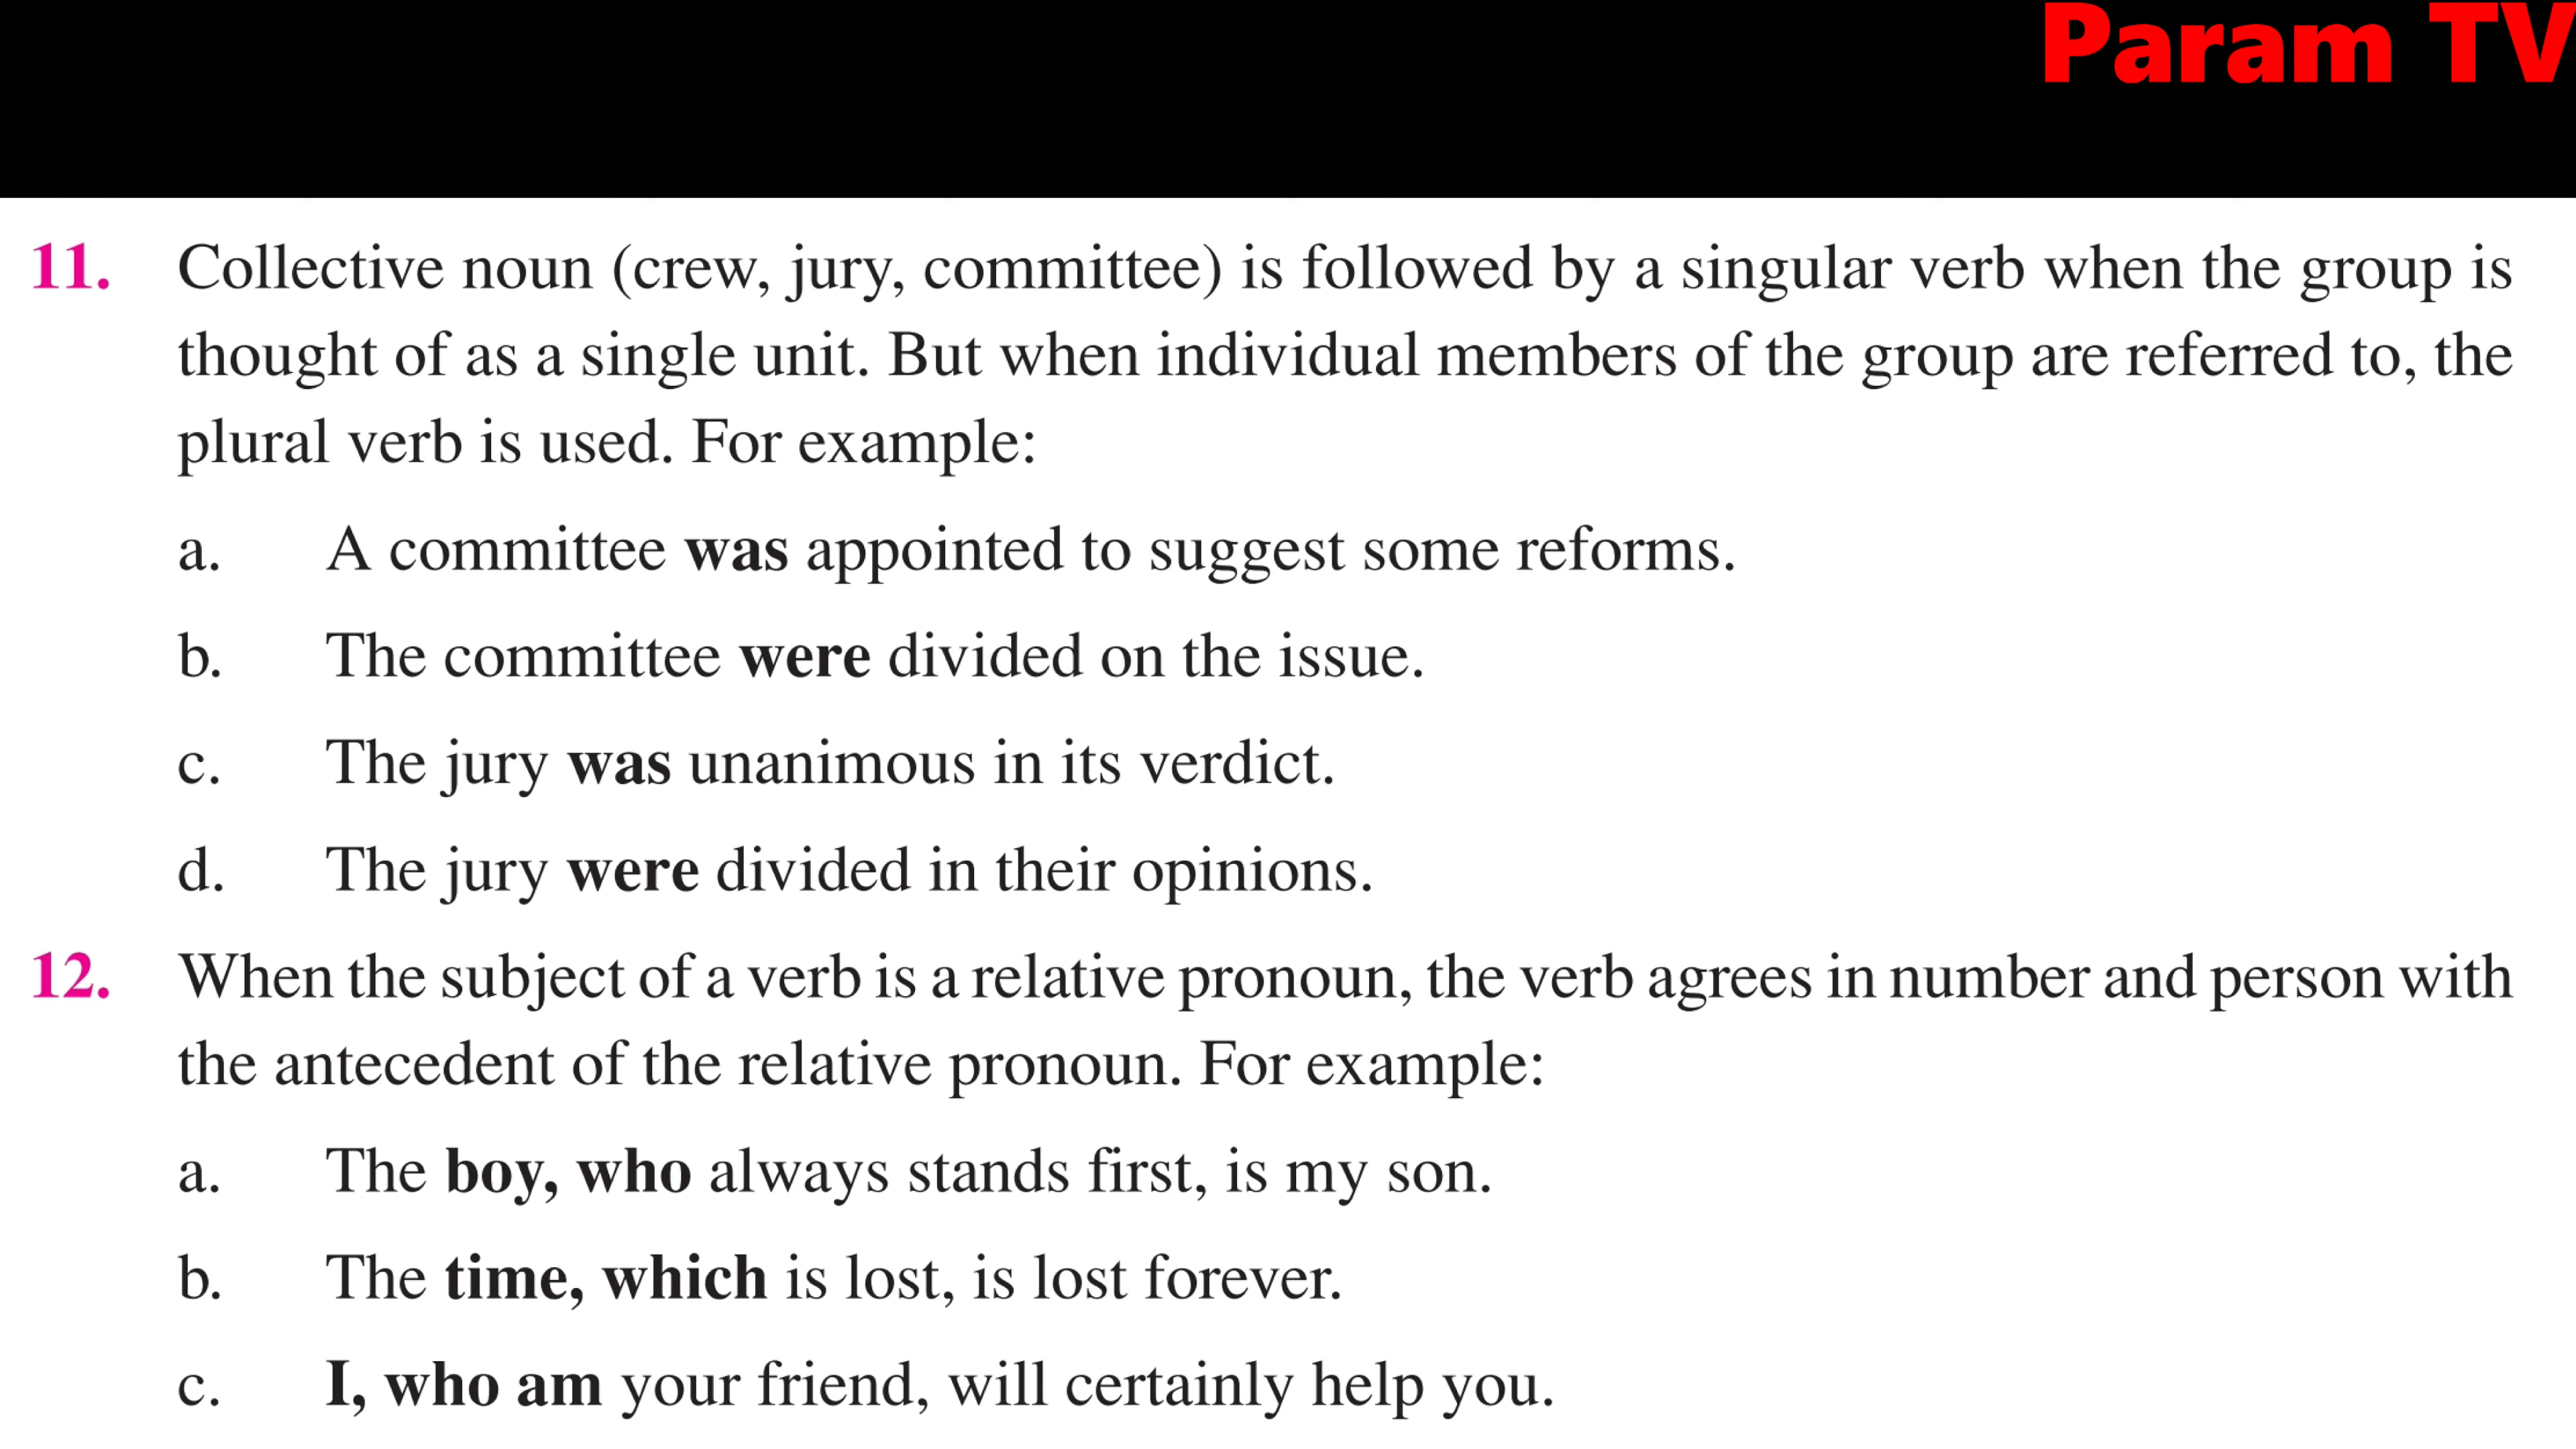 Param TV
11. Collective noun (crew, jury, committee) is followed by a singular verb when the group is
thought of as a single unit. But when individual members of the group are referred to, the
plural verb is used. For example:
a. A committee was appointed to suggest some reforms.
b. The committee were divided on the issue.
c. The jury was unanimous in its verdict.
d. The jury were divided in their opinions.
12. When the subject of a verb is a relative pronoun, the verb agrees in number and person with
the antecedent of the relative pronoun. For example:
a. The boy, who always stands first, is my son.
b. The time, which is lost, is lost forever.
c. I, who am your friend, will certainly help you.